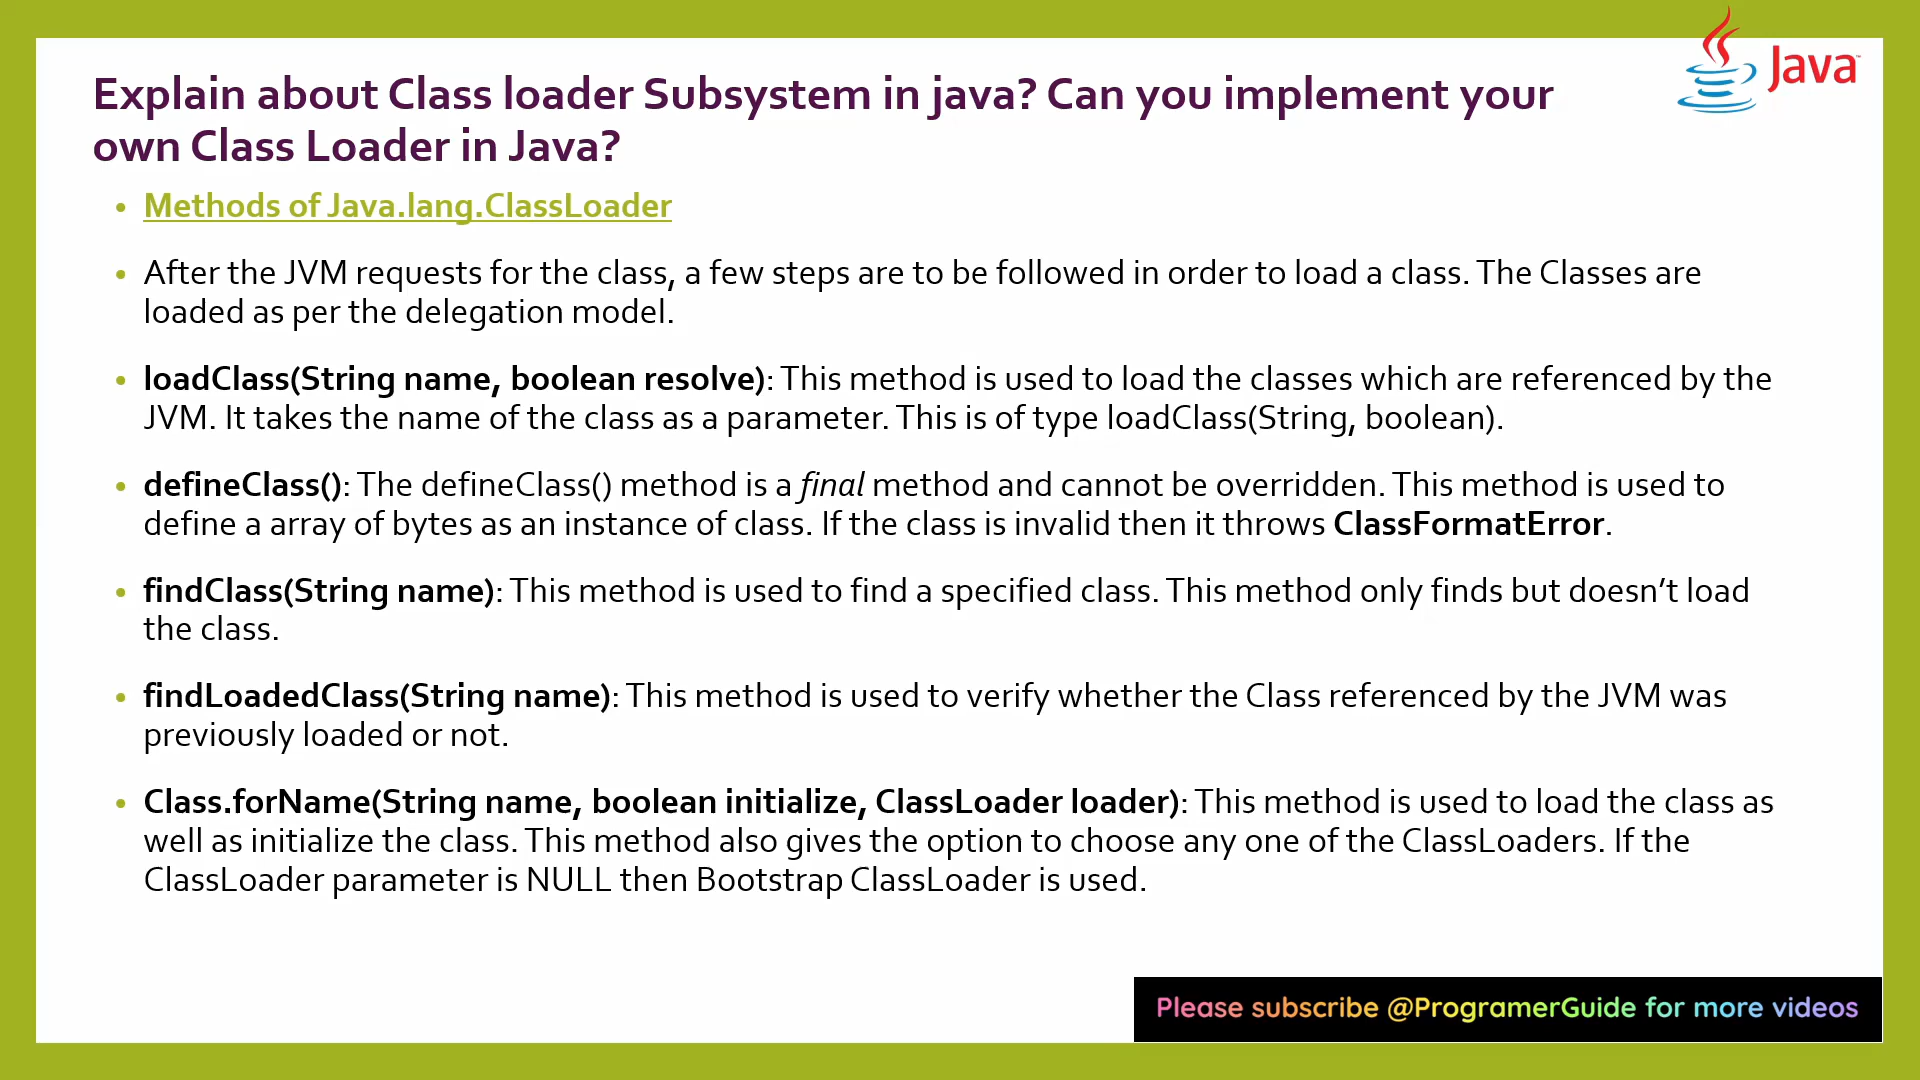 Java™
Explain about Class loader Subsystem in java? Can you implement your
own Class Loader in Java?
• Methods of Java.lang.ClassLoader
• After the JVM requests for the class, a few steps are to be followed in order to load a class. The Classes are
loaded as per the delegation model.
• loadClass(String name, boolean resolve): This method is used to load the classes which are referenced by the
JVM. It takes the name of the class as a parameter. This is of type loadClass(String, boolean).
• defineClass(): The defineClass() method is a final method and cannot be overridden. This method is used to
define a array of bytes as an instance of class. If the class is invalid then it throws ClassFormatError.
• findClass(String name): This method is used to find a specified class. This method only finds but doesn’t load
the class.
• findLoadedClass(String name): This method is used to verify whether the Class referenced by the JVM was
previously loaded or not.
• Class.forName(String name, boolean initialize, ClassLoader loader): This method is used to load the class as
well as initialize the class. This method also gives the option to choose any one of the ClassLoaders. If the
ClassLoader parameter is NULL then Bootstrap ClassLoader is used.
Please subscribe @ProgramerGuide for more videos